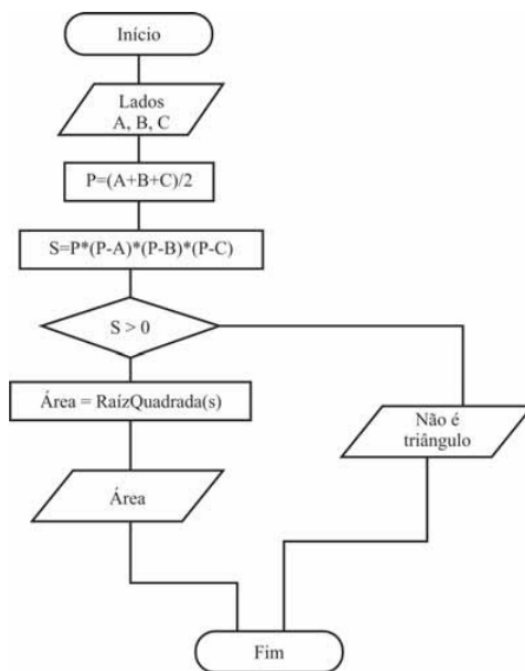 Início
Lados
A, B, C
P=(A+B+C)/2
S=P*(P-A)*(P-B)*(P-C)
S > 0
Área = RaízQuadrada(s)
Não é
triângulo
Área
Fim